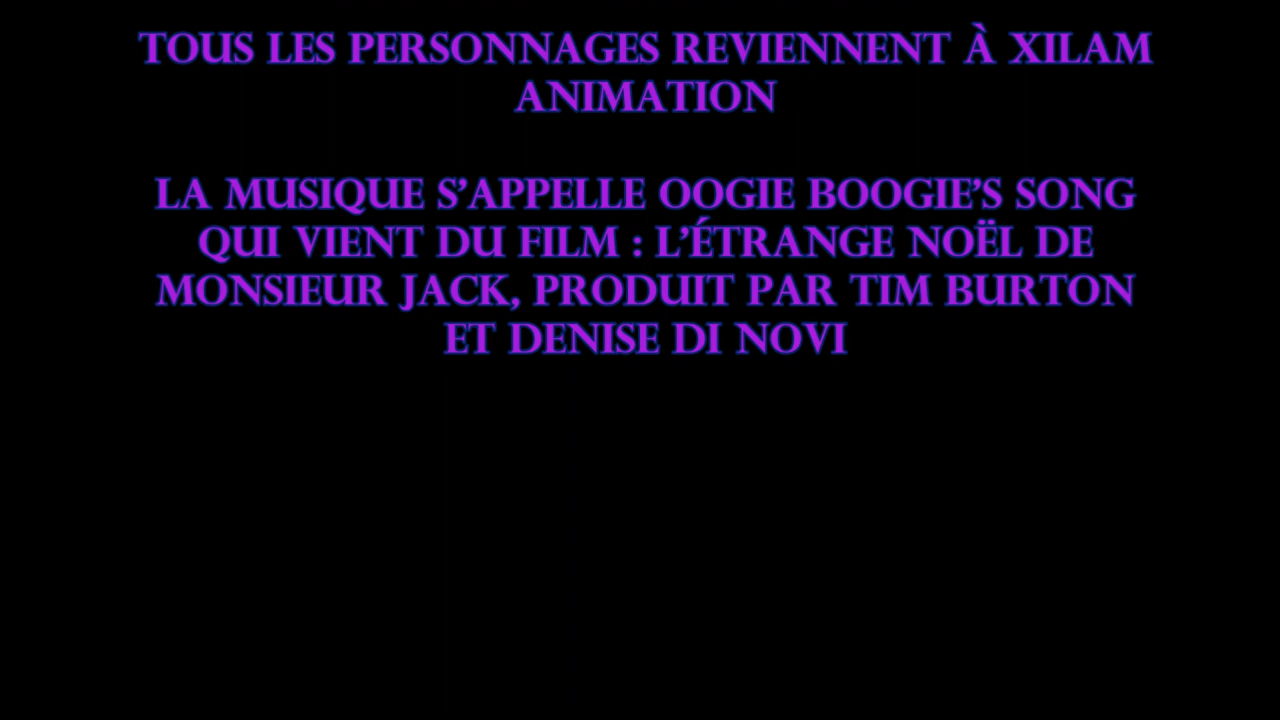 TOUS LES PERSONNAGES REVIENNENT À XILAM
ANIMATION
LA MUSIQUE S’APPELLE OOGIE BOOGIE’S SONG
QUI VIENT DU FILM : L’ÉTRANGE NOËL DE
MONSIEUR JACK, PRODUIT PAR TIM BURTON
ET DENISE DI NOVI